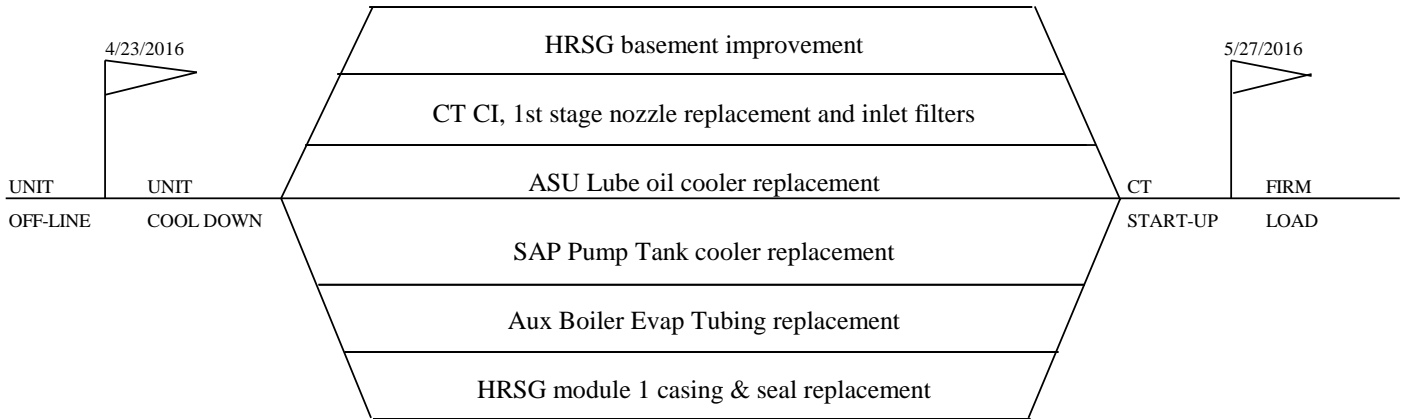 HRSG basement improvement
4/23/2016
5/27/2016
CT CI, 1st stage nozzle replacement and inlet filters
UNIT
UNIT
ASU Lube oil cooler replacement
CT
FIRM
OFF-LINE
COOL DOWN
START-UP
LOAD
SAP Pump Tank cooler replacement
Aux Boiler Evap Tubing replacement
HRSG module 1 casing & seal replacement